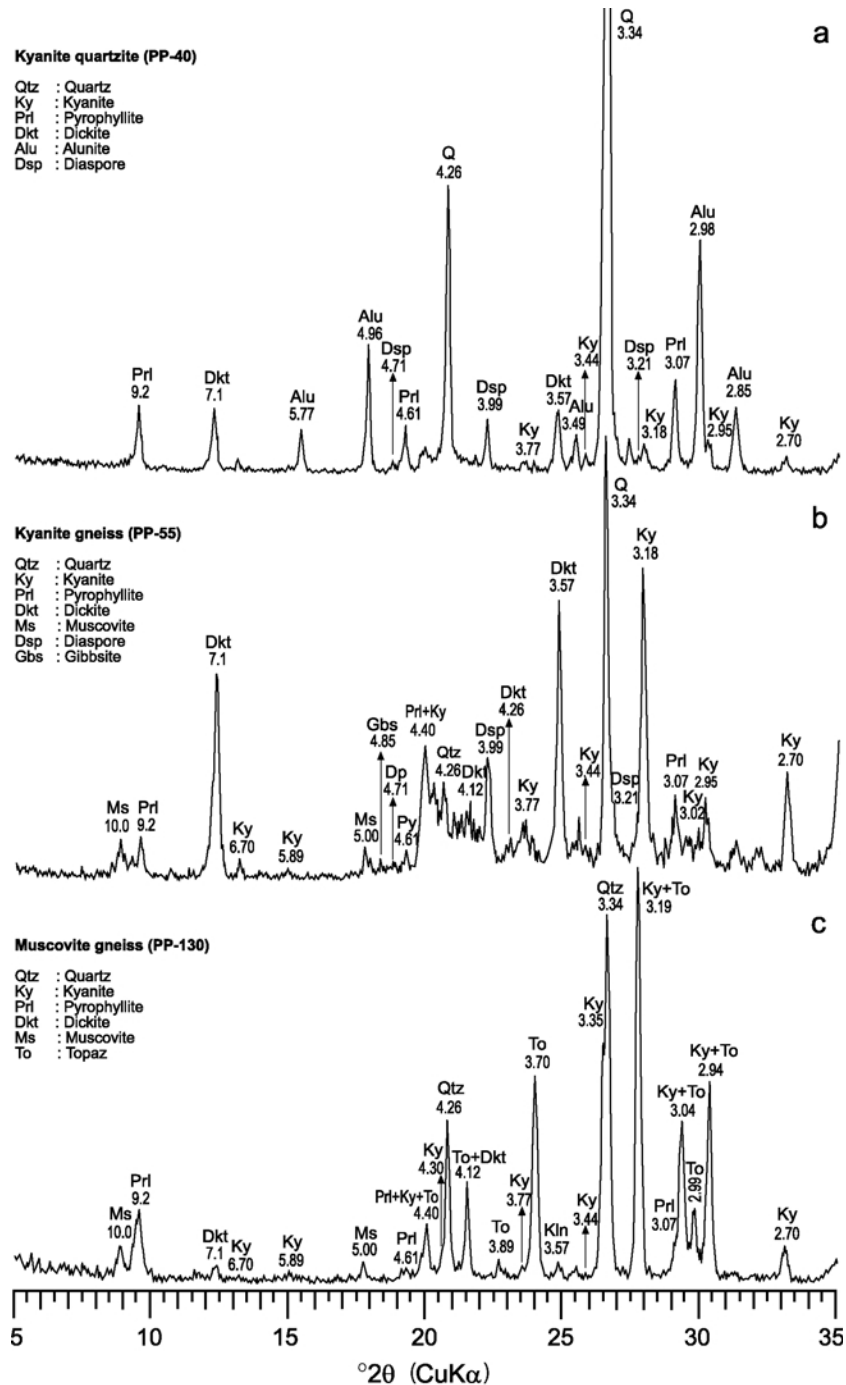 a
Kyanite quartzite (PP-40)
Qtz : Quartz
Ky : Kyanite
Prl : Pyrophyllite
Dkt : Dickite
Alu : Alunite
Dsp : Diaspore
Prl
9.2
Dkt
7.1
Alu
5.77
Alu
4.96
Dsp
4.71
Prl
4.61
Q
4.26
Dsp
3.99
Ky
3.77
Dkt
3.57
Alu
3.49
Ky
3.44
Q
3.34
Dsp
3.21
Ky
3.18
Prl
3.07
Alu
2.98
Ky
2.95
Alu
2.85
Ky
2.70
b
Kyanite gneiss (PP-55)
Qtz : Quartz
Ky : Kyanite
Prl : Pyrophyllite
Dkt : Dickite
Ms : Muscovite
Dsp : Diaspore
Gbs : Gibbsite
Ms
10.0
Prl
9.2
Dkt
7.1
Ky
6.70
Ky
5.89
Ms
5.00
Gbs
4.85
Dp
4.71
Py
4.61
Prl+Ky
4.40
Qtz
4.26
Dkt
4.12
Dsp
3.99
Dkt
4.26
Ky
3.77
Dkt
3.57
Ky
3.44
Q
3.34
Dsp
3.21
Ky
3.18
Prl
3.07
Ky
3.02
Ky
2.95
Ky
2.70
c
Muscovite gneiss (PP-130)
Qtz : Quartz
Ky : Kyanite
Prl : Pyrophyllite
Dkt : Dickite
Ms : Muscovite
To : Topaz
Ms
10.0
Prl
9.2
Dkt
7.1
Ky
6.70
Ky
5.89
Ms
5.00
Prl
4.61
Prl+Ky+To
4.40
Ky
4.30
Qtz
4.26
To+Dkt
4.12
To
3.89
Ky
3.77
To
3.70
Kln
3.57
Ky
3.44
Ky
3.35
Qtz
3.34
Ky+To
3.19
Prl
3.07
Ky+To
3.04
To
2.99
Ky+To
2.94
Ky
2.70
5 10 15 20 25 30 35
°2θ (CuKα)